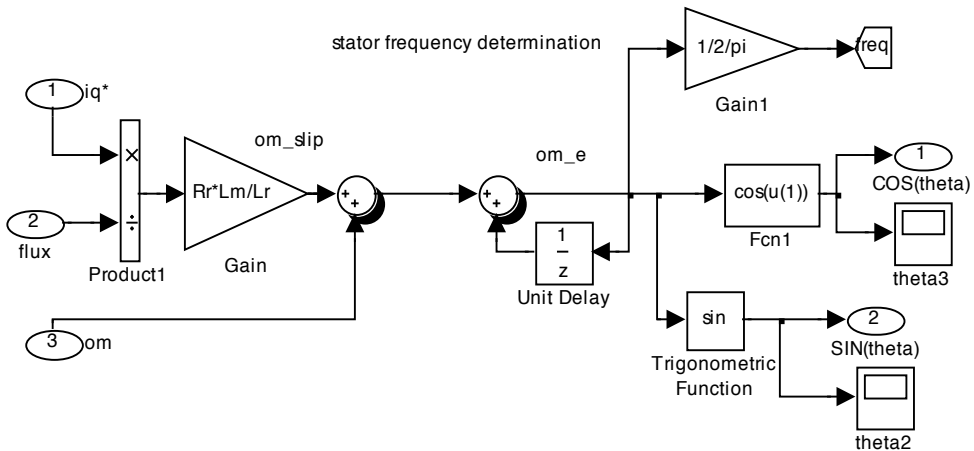 stator frequency determination
1/2/pi
freq
Gain1
1
iq*
om_slip
om_e
×
÷
Rr*Lm/Lr
+
+
+
+
cos(u(1))
Fcn1
1
COS(theta)
2
flux
Product1
Gain
1
z
Unit Delay
theta3
3
om
sin
Trigonometric
Function
2
SIN(theta)
theta2